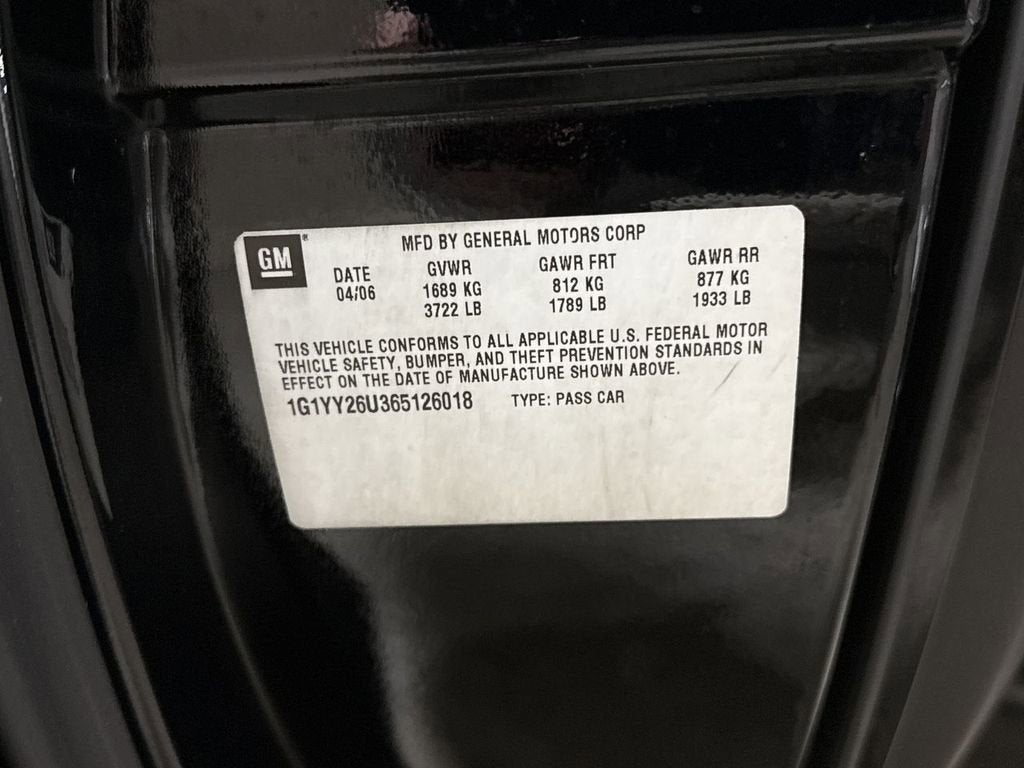 GM
MFD BY GENERAL MOTORS CORP
DATE GVWR GAWR FRT GAWR RR
04/06 1689 KG 812 KG 877 KG
3722 LB 1789 LB 1933 LB
THIS VEHICLE CONFORMS TO ALL APPLICABLE U.S. FEDERAL MOTOR
VEHICLE SAFETY, BUMPER, AND THEFT PREVENTION STANDARDS IN
EFFECT ON THE DATE OF MANUFACTURE SHOWN ABOVE.
1G1YY26U365126018 TYPE: PASS CAR